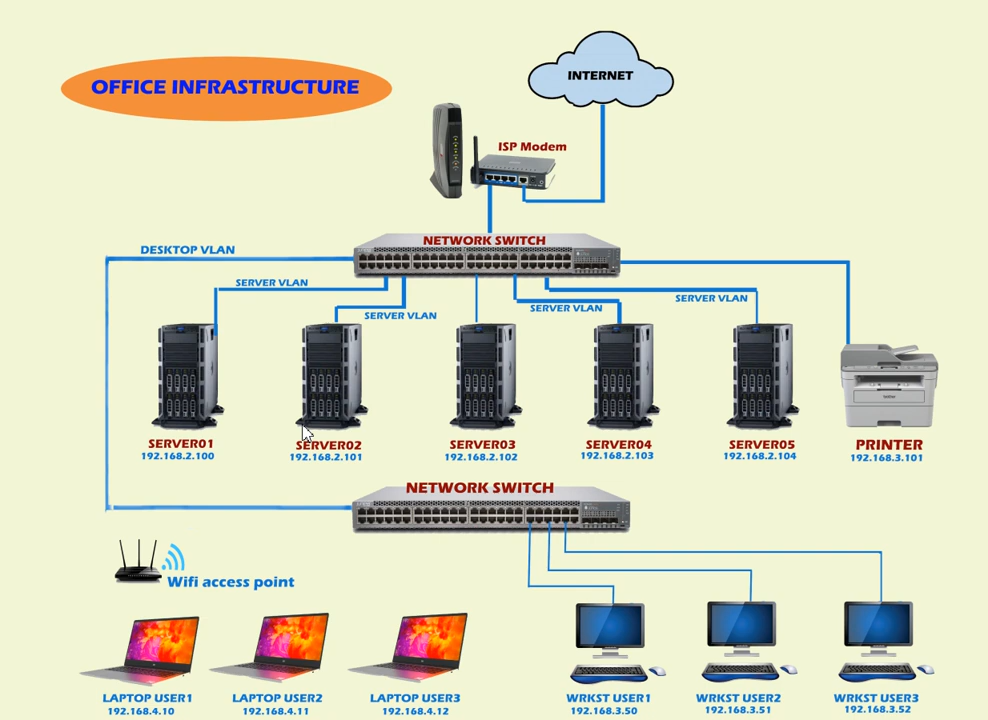 INTERNET
OFFICE INFRASTRUCTURE
ISP Modem
NETWORK SWITCH
DESKTOP VLAN
SERVER VLAN
SERVER VLAN
SERVER VLAN
SERVER VLAN
SERVER01
192.168.2.100
SERVER02
192.168.2.101
SERVER03
192.168.2.102
SERVER04
192.168.2.103
SERVER05
192.168.2.104
PRINTER
192.168.3.101
NETWORK SWITCH
Wifi access point
LAPTOP USER1
192.168.4.10
LAPTOP USER2
192.168.4.11
LAPTOP USER3
192.168.4.12
WRKST USER1
192.168.3.50
WRKST USER2
192.168.3.51
WRKST USER3
192.168.3.52